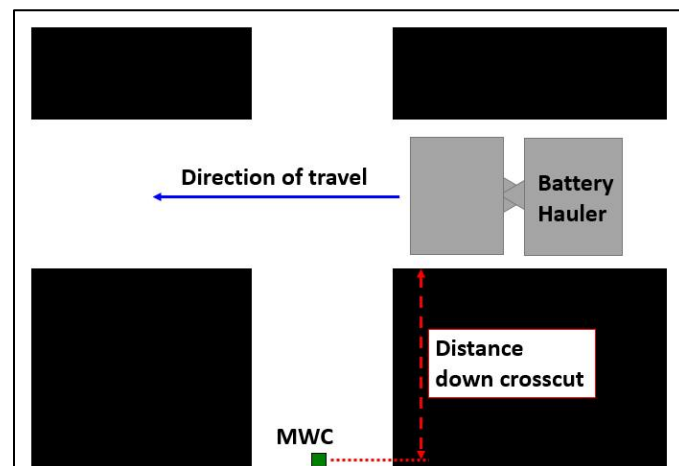 Direction of travel
Battery
Hauler
Distance
down crosscut
MWC